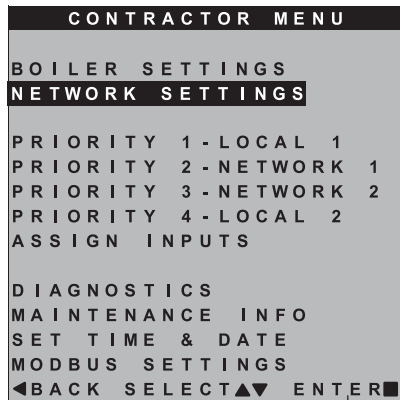 CONTRACTOR MENU
BOILER SETTINGS
NETWORK SETTINGS
PRIORITY 1-LOCAL 1
PRIORITY 2-NETWORK 1
PRIORITY 3-NETWORK 2
PRIORITY 4-LOCAL 2
ASSIGN INPUTS
DIAGNOSTICS
MAINTENANCE INFO
SET TIME & DATE
MODBUS SETTINGS
◀BACK SELECT▲▼ ENTER■